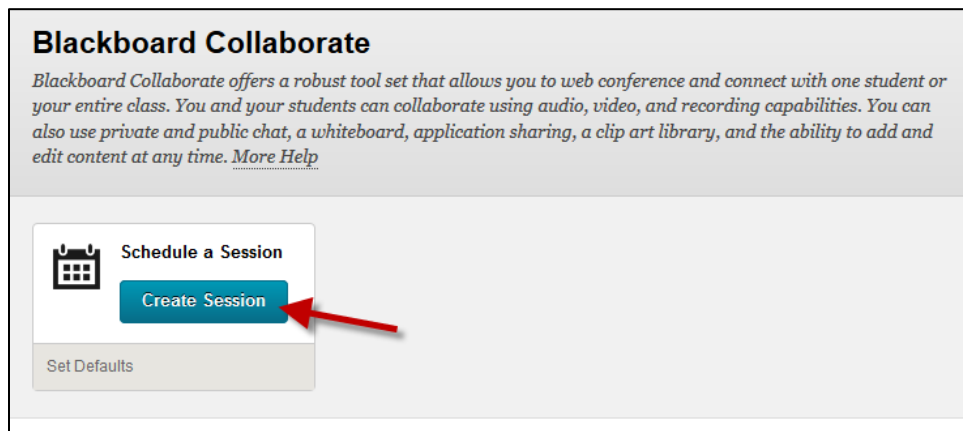 Blackboard Collaborate
Blackboard Collaborate offers a robust tool set that allows you to web conference and connect with one student or
your entire class. You and your students can collaborate using audio, video, and recording capabilities. You can
also use private and public chat, a whiteboard, application sharing, a clip art library, and the ability to add and
edit content at any time. More Help
Schedule a Session
Create Session
Set Defaults